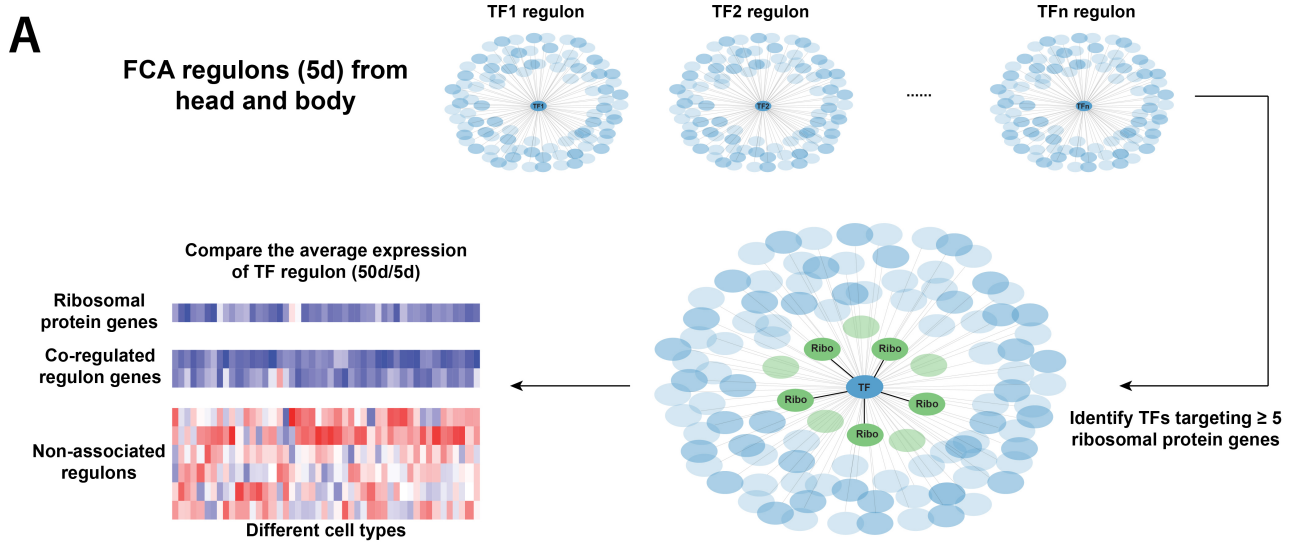 A
FCA regulons (5d) from
head and body
TF1 regulon
TF2 regulon
TFn regulon
TF1
TF2
......
TFn
Compare the average expression
of TF regulon (50d/5d)
Ribosomal
protein genes
Co-regulated
regulon genes
Non-associated
regulons
Different cell types
Ribo
Ribo
TF
Ribo
Ribo
Ribo
Identify TFs targeting ≥ 5
ribosomal protein genes